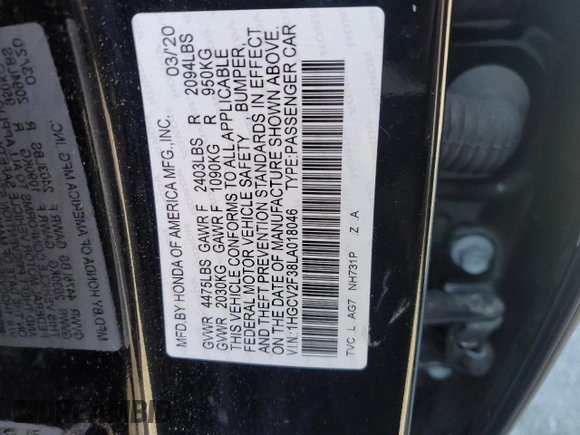 MFD.BY HONDA OF AMERICA MFG.,INC. 03/20
GVWR 4475LBS GAWR F 2403LBS R 2094LBS
GVWR 2030KG GAWR F 1090KG R 950KG
THIS VEHICLE CONFORMS TO ALL APPLICABLE
FEDERAL MOTOR VEHICLE SAFETY , BUMPER,
AND THEFT PREVENTION STANDARDS IN EFFECT
ON THE DATE OF MANUFACTURE SHOWN ABOVE.
V.I.N.:1HGCV2F38LA018046 TYPE:PASSENGER CAR
TVC L AG7 NH731P Z .A
DREAMBID